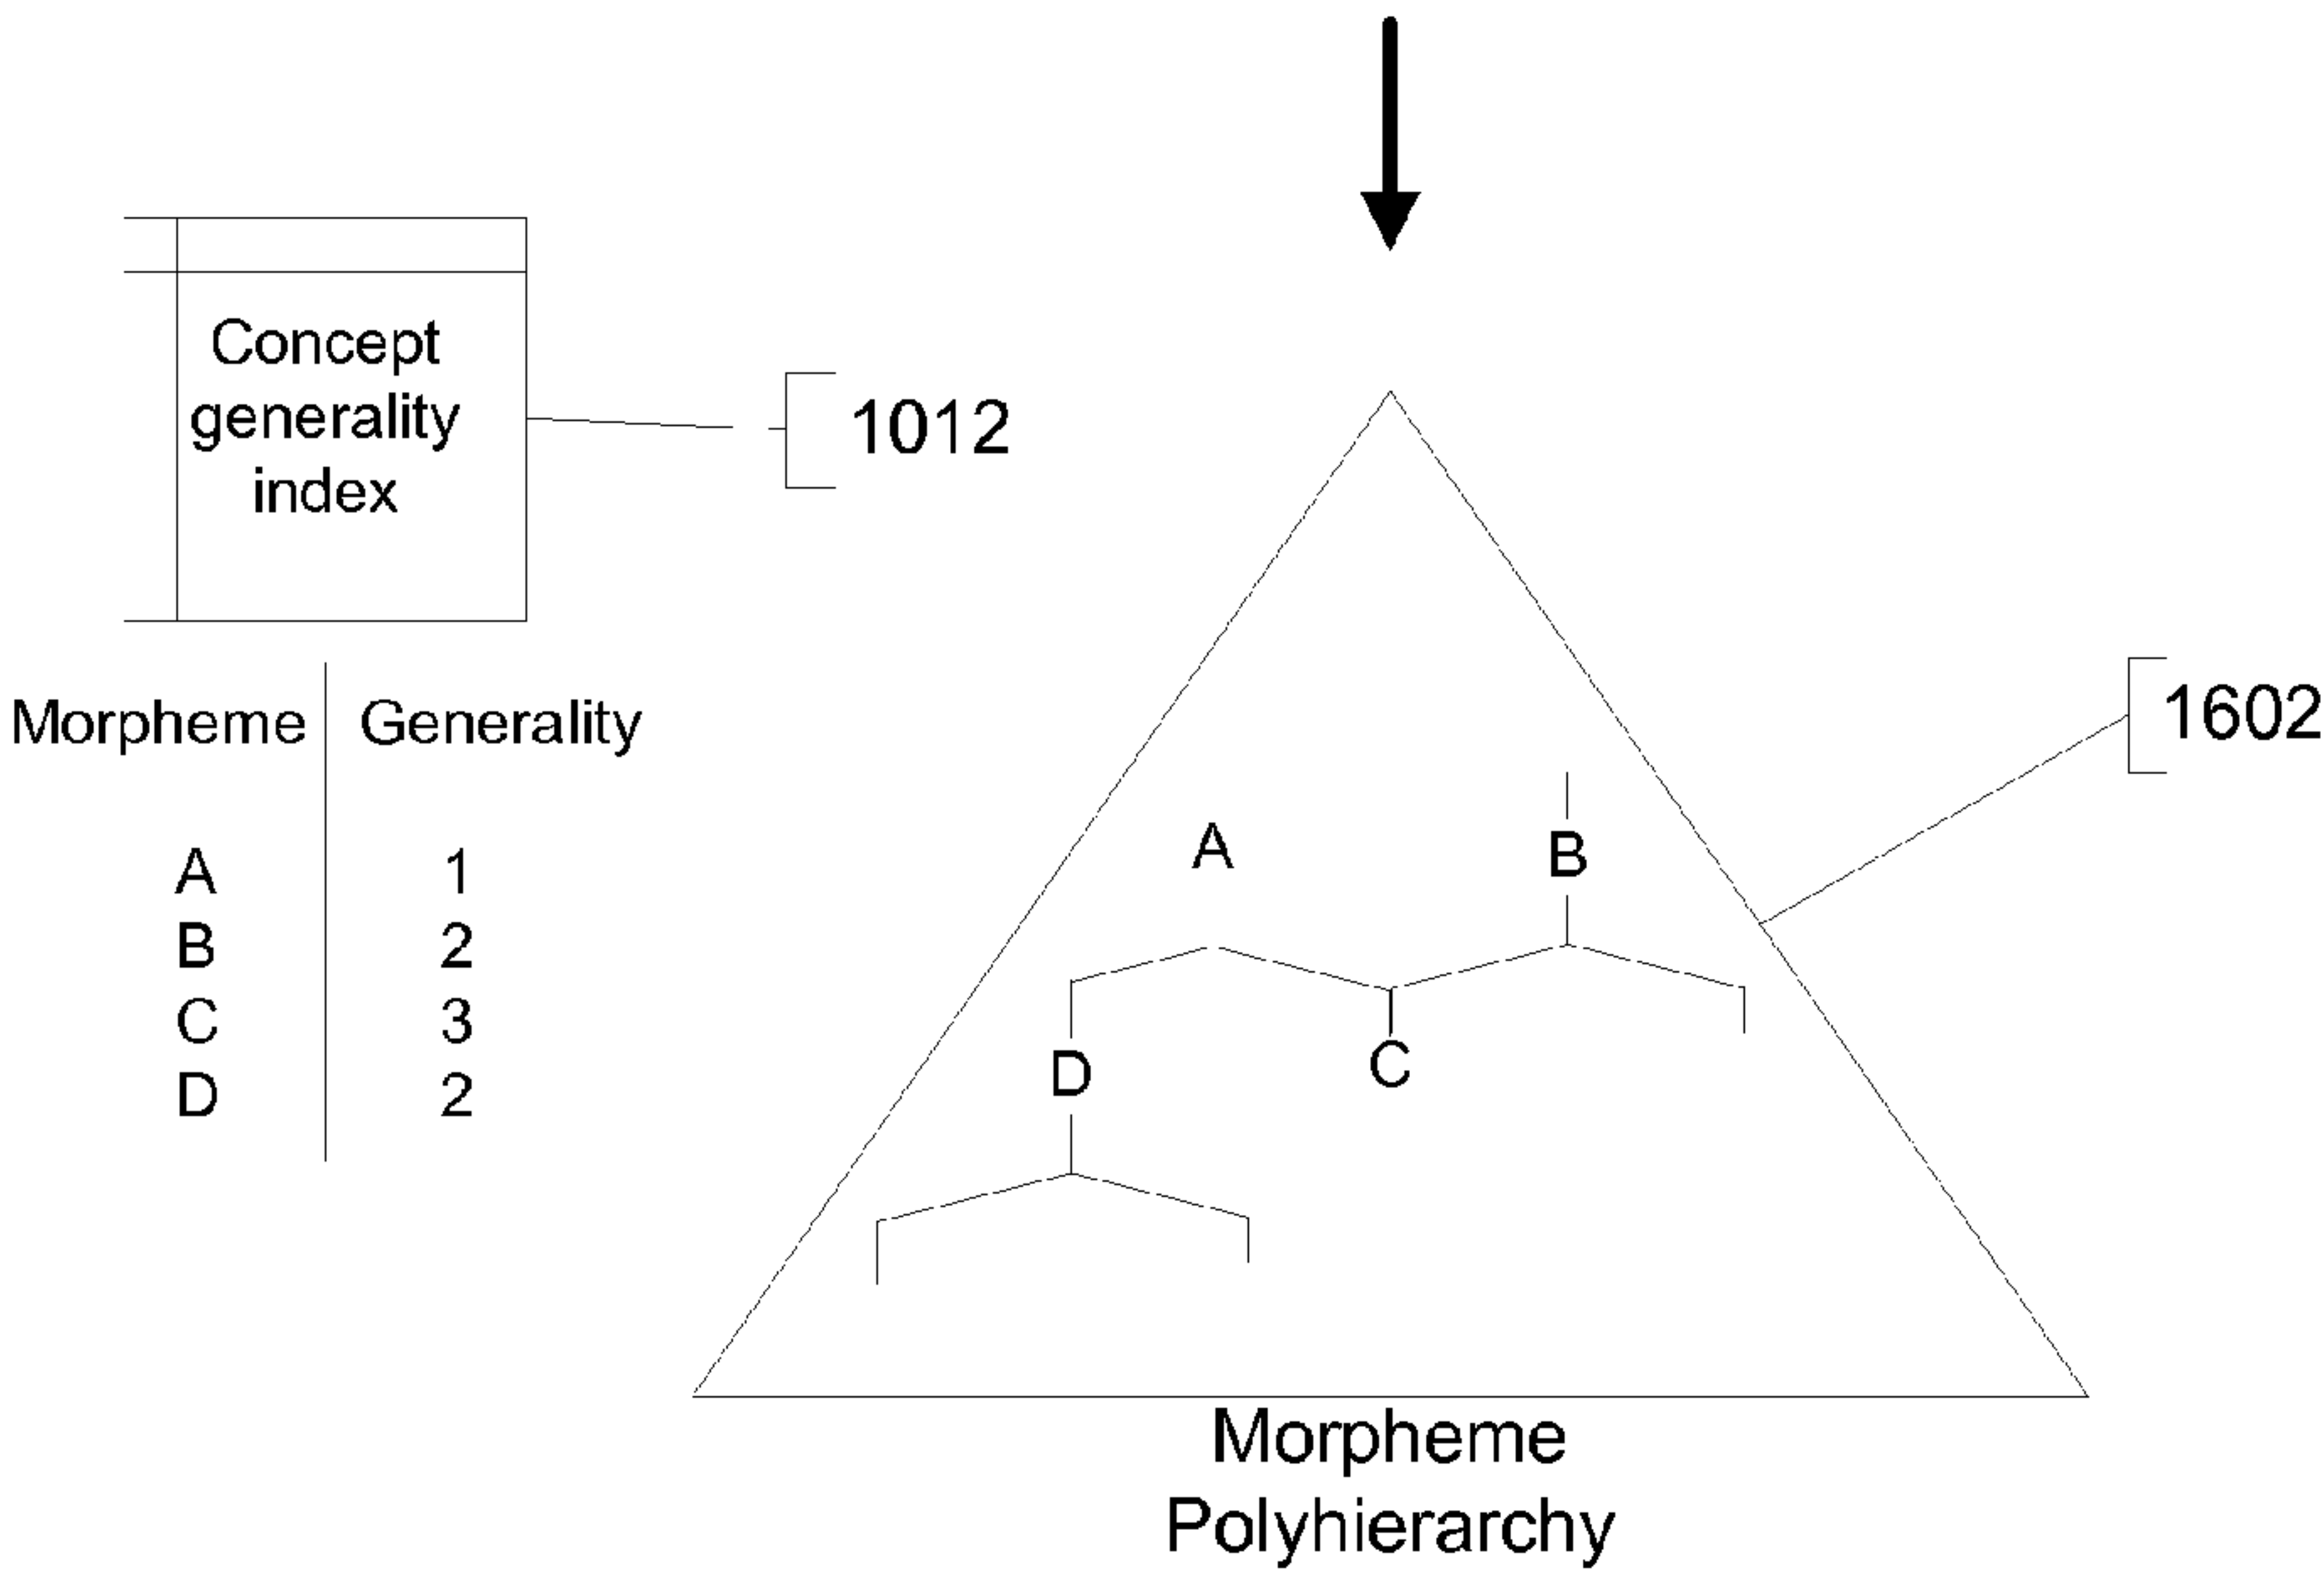 Concept
generality
index
1012
1602
Morpheme Generality
A 1
B 2
C 3
D 2
A B
D C
Morpheme
Polyhierarchy